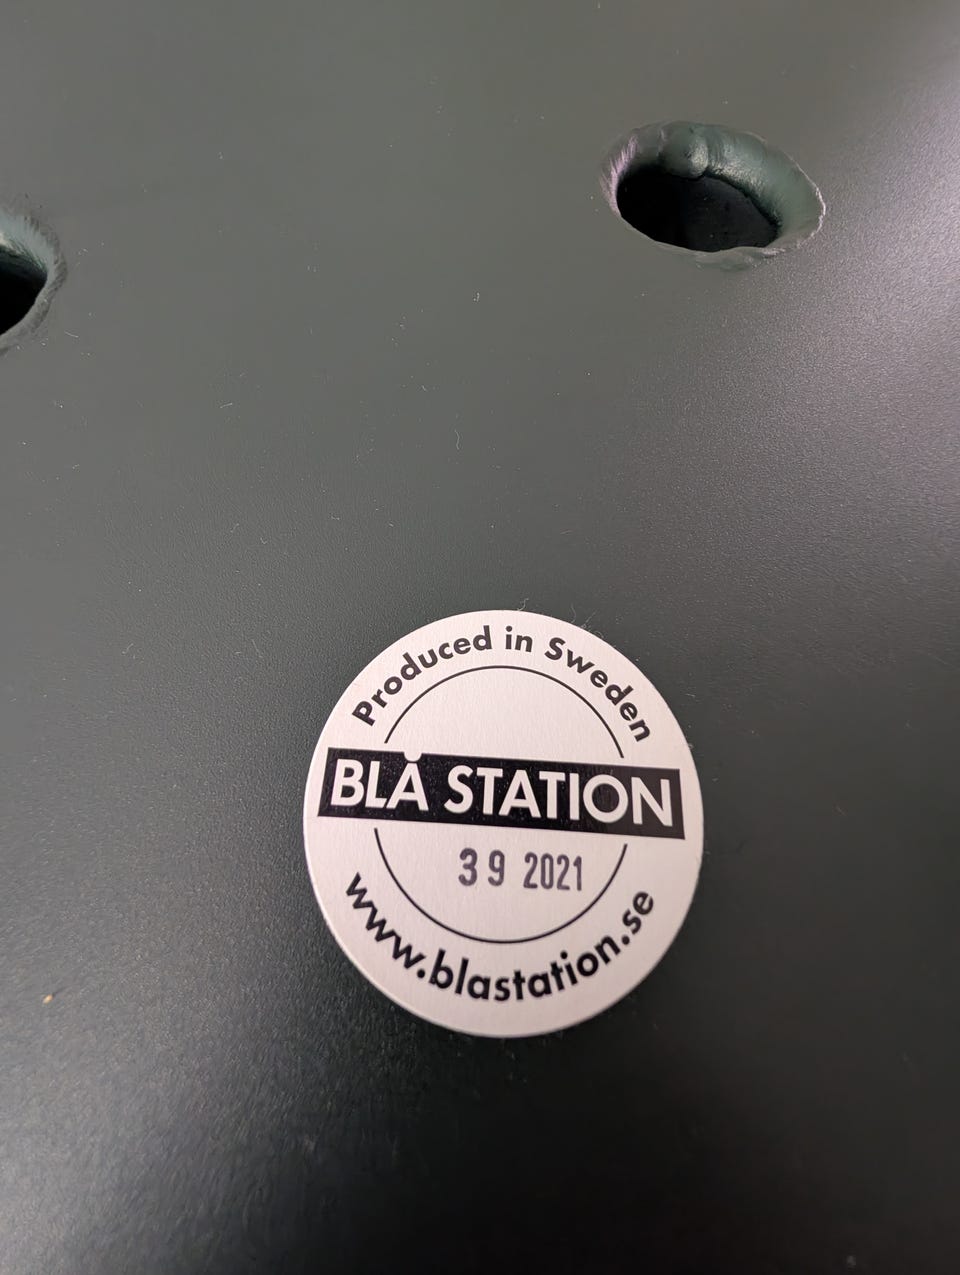 Produced in Sweden
BLÅ STATION
39 2021
www.blastation.se